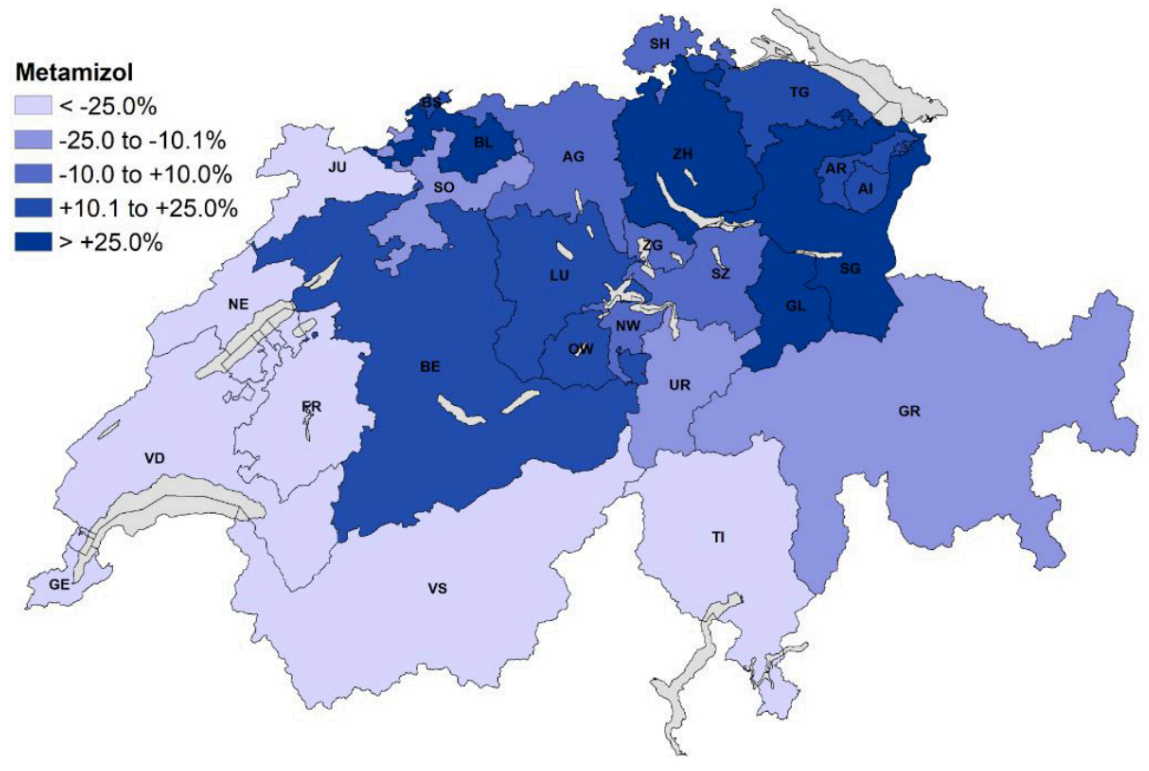 Metamizol
< -25.0%
-25.0 to -10.1%
-10.0 to +10.0%
+10.1 to +25.0%
> +25.0%
SH
BS
TG
BL
AG
ZH
JU
SO
AR
AI
ZG
LU
SZ
SG
NE
GL
NW
OW
BE
UR
FR
GR
VD
TI
GE
VS